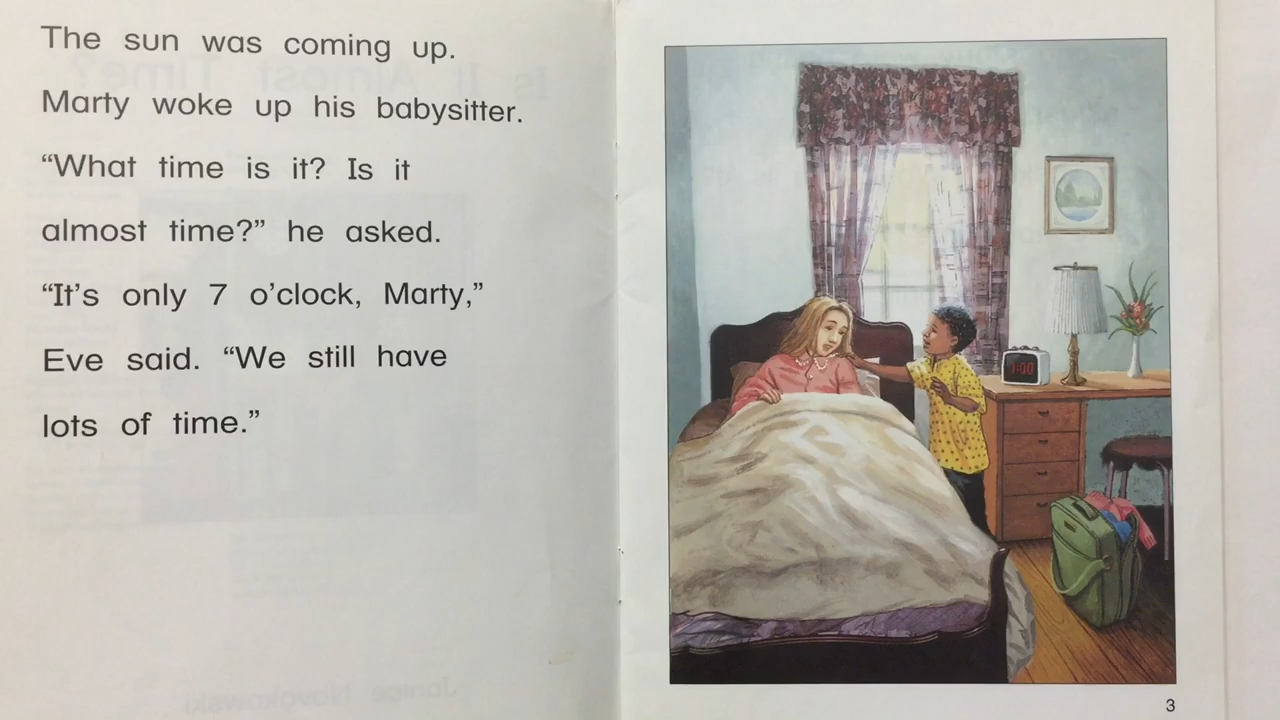 The sun was coming up.
Marty woke up his babysitter.
“What time is it? Is it
almost time?” he asked.
“It’s only 7 o’clock, Marty,”
Eve said. “We still have
lots of time.”
7:00
3